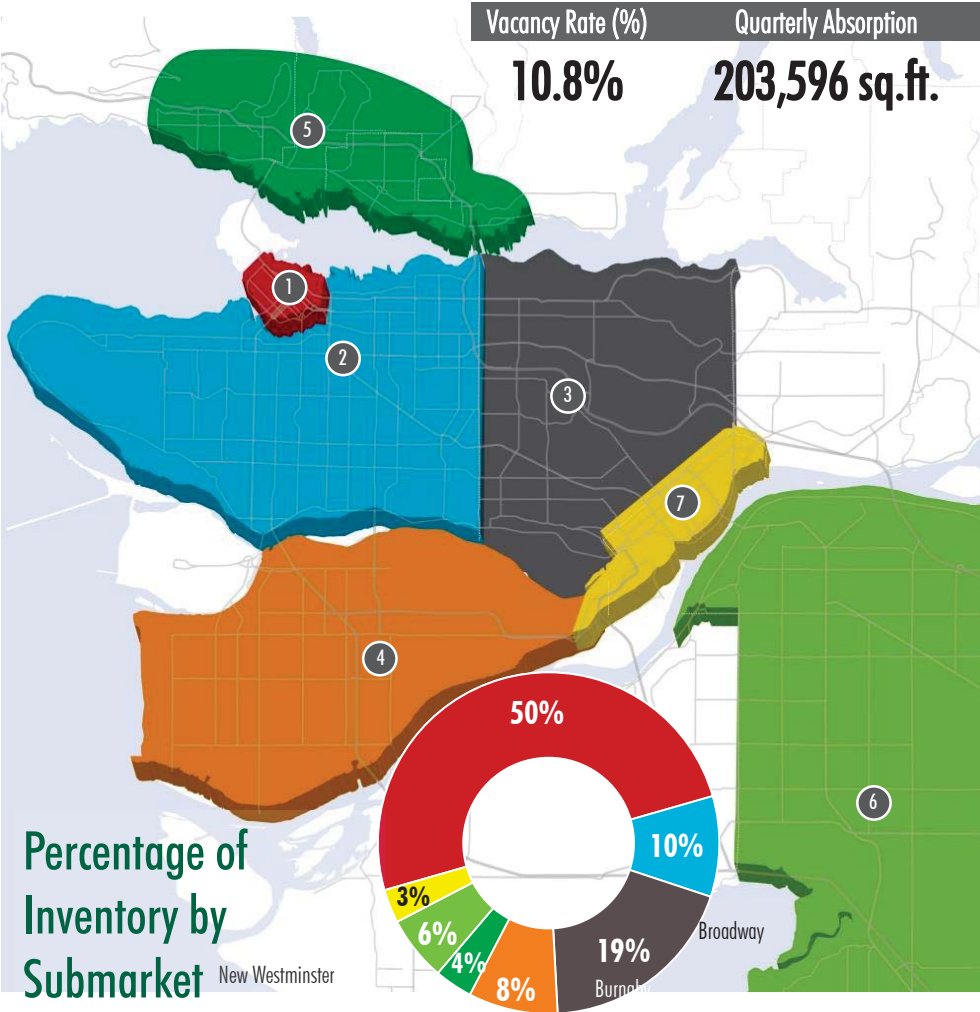 Vacancy Rate (%) Quarterly Absorption
10.8% 203,596 sq.ft.
5
1
2
3
7
4
6
50%
10%
19%
8%
4%
6%
3%
Percentage of
Inventory by
Submarket
New Westminster
Broadway
Burnaby